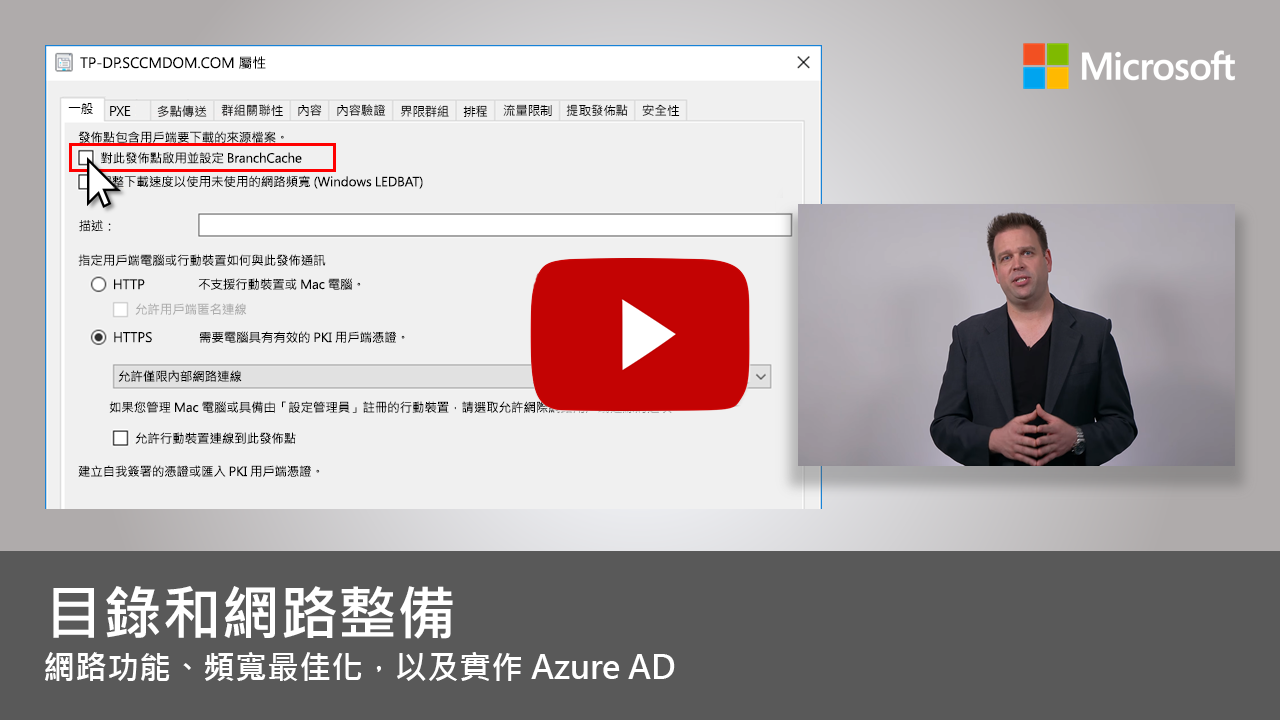 TP-DP.SCCMDOM.COM 屬性
Microsoft
一般 PXE 多點傳送 群組關聯性 內容 內容驗證 界限群組 排程 流量限制 提取發佈點 安全性
發佈點包含用戶端要下載的來源檔案。
對此發佈點啟用並設定 BranchCache
整下載速度以使用未使用的網路頻寬 (Windows LEDBAT)
描述：
指定用戶端電腦或行動裝置如何與此發佈通訊
HTTP 不支援行動裝置或 Mac 電腦。
允許用戶端匿名連線
HTTPS 需要電腦具有有效的 PKI 用戶端憑證。
允許僅限內部網路連線
如果您管理 Mac 電腦或具備由「設定管理員」註冊的行動裝置，請選取允許網際
允許行動裝置連線到此發佈點
建立自我簽署的憑證或匯入 PKI 用戶端憑證。
目錄和網路整備
網路功能、頻寬最佳化，以及實作 Azure AD